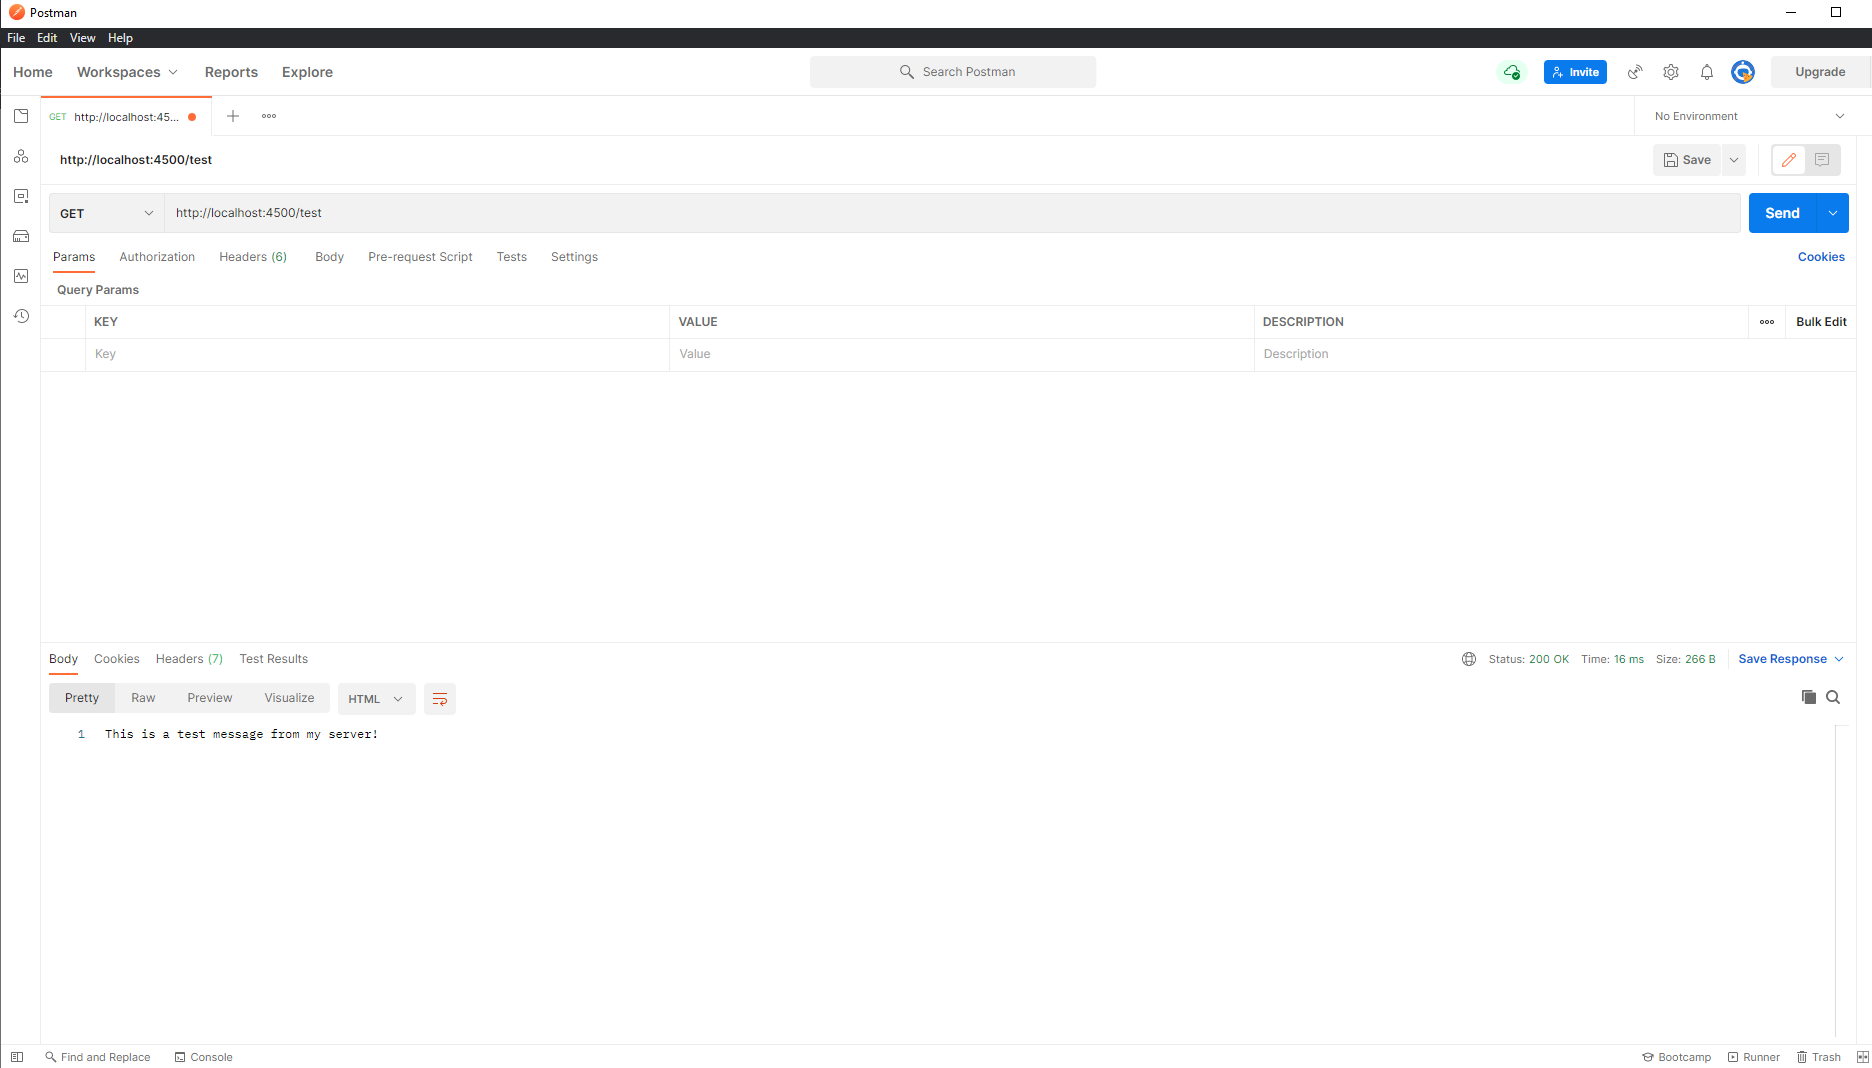 Postman
File Edit View Help
Home Workspaces Reports Explore Search Postman Invite Upgrade
GET http://localhost:45... No Environment
http://localhost:4500/test Save
GET http://localhost:4500/test Send
Params Authorization Headers (6) Body Pre-request Script Tests Settings Cookies
Query Params
KEY VALUE DESCRIPTION Bulk Edit
Key Value Description
Body Cookies Headers (7) Test Results Status: 200 OK Time: 16 ms Size: 266 B Save Response
Pretty Raw Preview Visualize HTML
1 This is a test message from my server!
Find and Replace Console Bootcamp Runner Trash